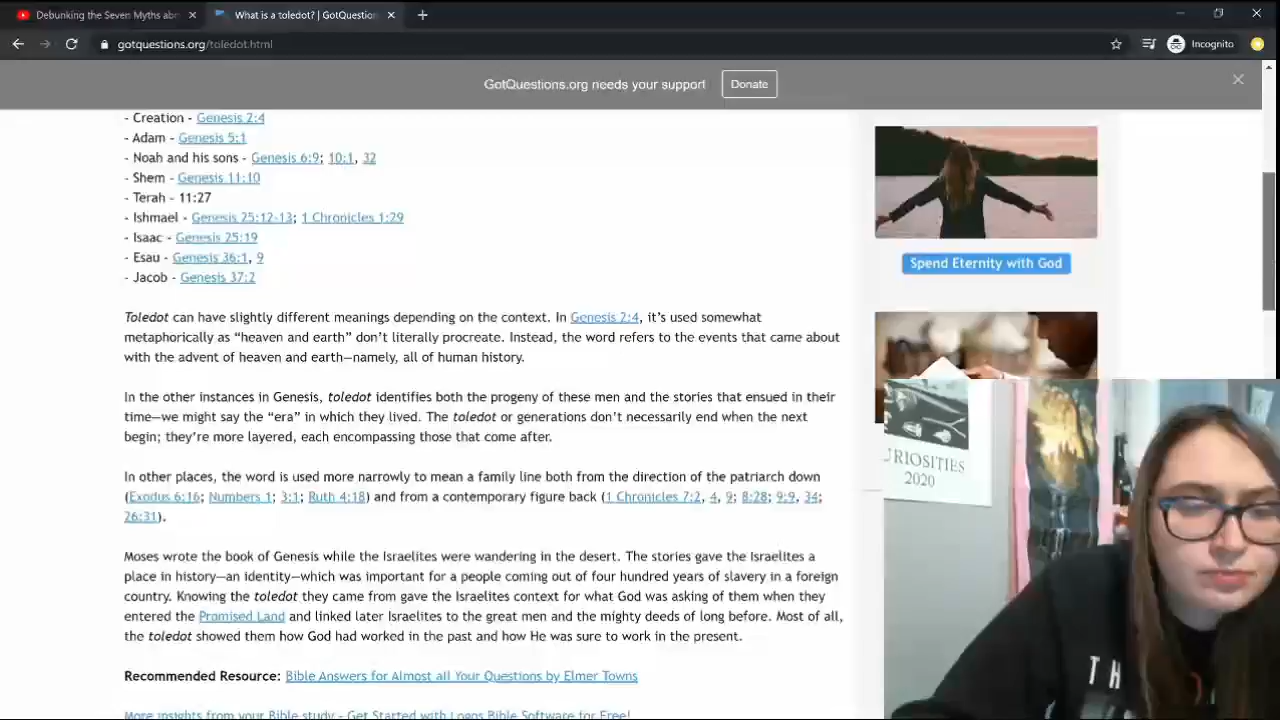 Debunking the Seven Myths ab
What is a toledot? | GotQuestion
gotquestions.org/toledot.html
Incognito
GotQuestions.org needs your support
Donate
- Creation - Genesis 2:4
- Adam - Genesis 5:1
- Noah and his sons - Genesis 6:9; 10:1, 32
- Shem - Genesis 11:10
- Terah - 11:27
- Ishmael - Genesis 25:12-13; 1 Chronicles 1:29
- Isaac - Genesis 25:19
- Esau - Genesis 36:1, 9
- Jacob - Genesis 37:2
Toledot can have slightly different meanings depending on the context. In Genesis 2:4, it's used somewhat
metaphorically as “heaven and earth” don't literally procreate. Instead, the word refers to the events that came about
with the advent of heaven and earth—namely, all of human history.
In the other instances in Genesis, toledot identifies both the progeny of these men and the stories that ensued in their
time—we might say the “era” in which they lived. The toledot or generations don't necessarily end when the next
begin; they're more layered, each encompassing those that come after.
In other places, the word is used more narrowly to mean a family line both from the direction of the patriarch down
(Exodus 6:16; Numbers 1; 3:1; Ruth 4:18) and from a contemporary figure back (1 Chronicles 7:2, 4, 9; 8:28; 9:9, 34;
26:31).
Moses wrote the book of Genesis while the Israelites were wandering in the desert. The stories gave the Israelites a
place in history—an identity—which was important for a people coming out of four hundred years of slavery in a foreign
country. Knowing the toledot they came from gave the Israelites context for what God was asking of them when they
entered the Promised Land and linked later Israelites to the great men and the mighty deeds of long before. Most of all,
the toledot showed them how God had worked in the past and how He was sure to work in the present.
Recommended Resource: Bible Answers for Almost all Your Questions by Elmer Towns
More insights from your Bible study - Get Started with Logos Bible Software for Free!
Spend Eternity with God
URIOSITIES
2020
T H